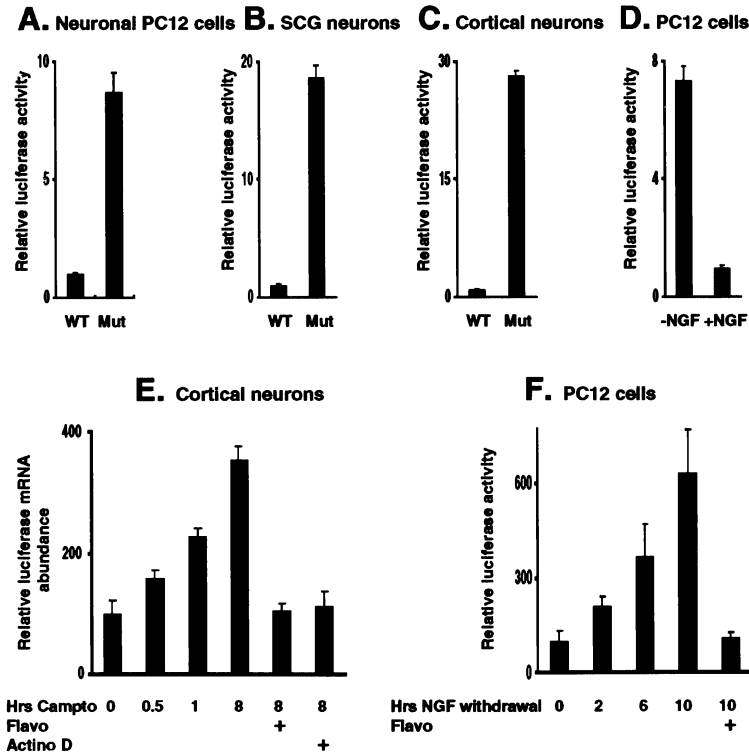 A. Neuronal PC12 cells
B. SCG neurons
C. Cortical neurons
D. PC12 cells
Relative luciferase activity
10
5
0
WT Mut
Relative luciferase activity
20
10
0
WT Mut
Relative luciferase activity
30
15
0
WT Mut
Relative luciferase activity
8
4
0
-NGF +NGF
E. Cortical neurons
Relative luciferase mRNA
abundance
400
200
0
Hrs Campto 0 0.5 1 8 8 8
Flavo +
Actino D +
F. PC12 cells
Relative luciferase activity
600
300
0
Hrs NGF withdrawal 0 2 6 10 10
Flavo +